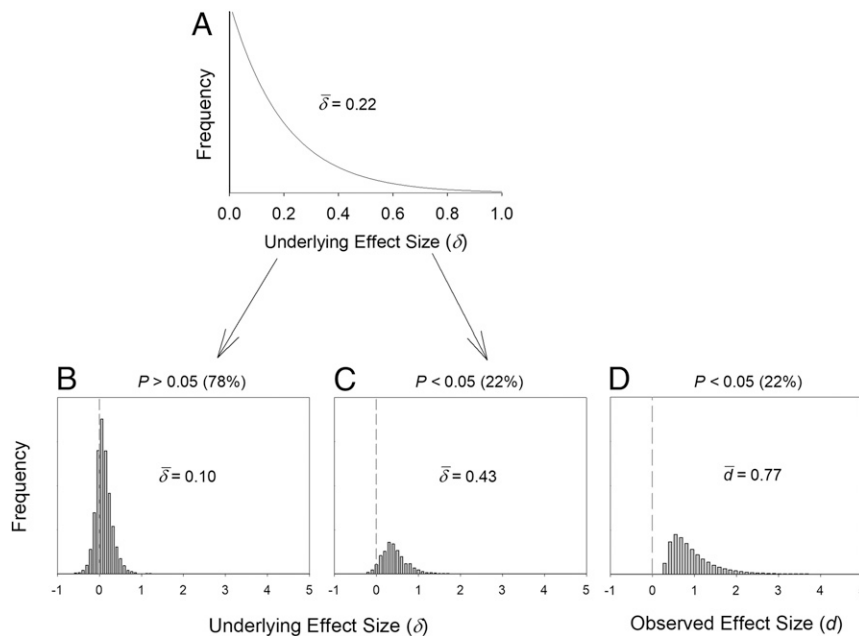 A
Frequency
δ̅ = 0.22
0.0 0.2 0.4 0.6 0.8 1.0
Underlying Effect Size (δ)
B
P > 0.05 (78%)
C
P < 0.05 (22%)
D
P < 0.05 (22%)
Frequency
δ̅ = 0.10
δ̅ = 0.43
d̅ = 0.77
-1 0 1 2 3 4 5
-1 0 1 2 3 4 5
-1 0 1 2 3 4
Underlying Effect Size (δ)
Observed Effect Size (d)